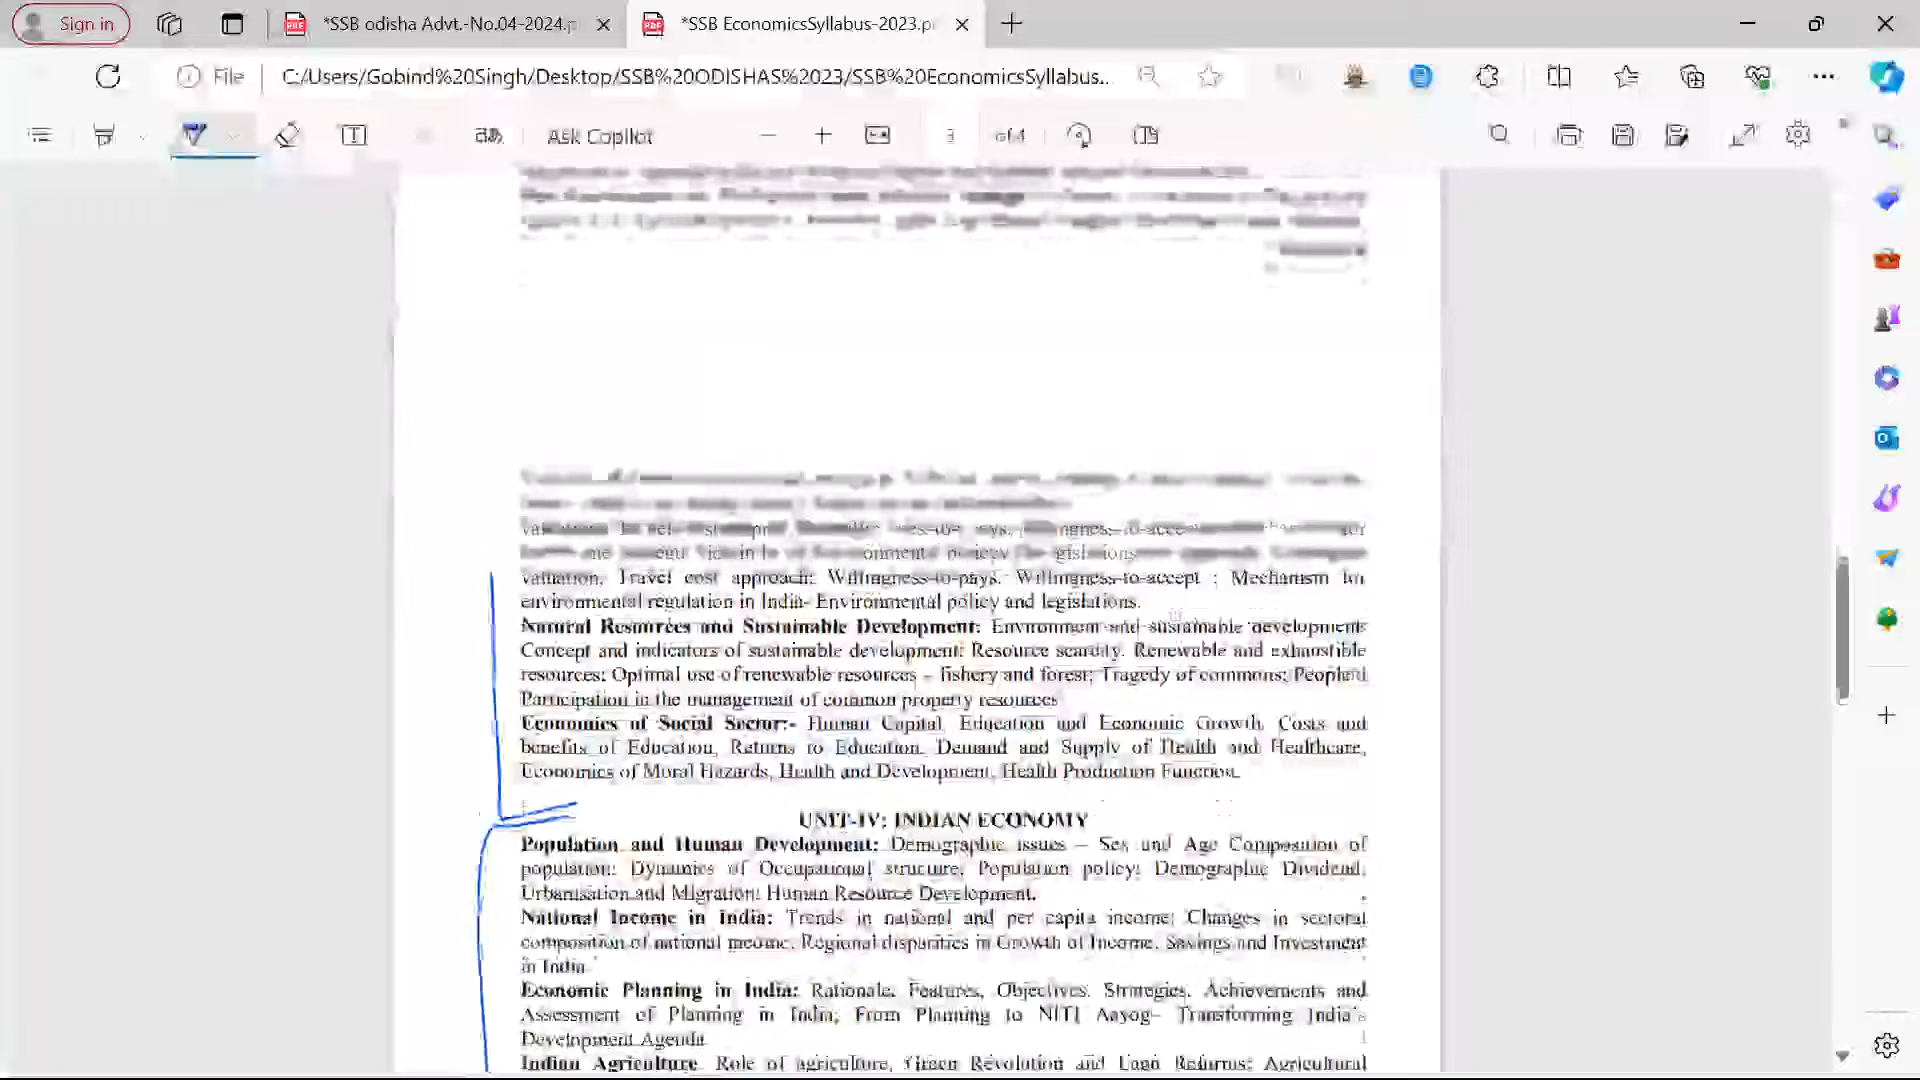 Sign in
*SSB odisha Advt.-No.04-2024.p
*SSB EconomicsSyllabus-2023.p
File
C:/Users/Gobind%20Singh/Desktop/SSB%20ODISHAS%2023/SSB%20EconomicsSyllabus...
Ask Copilot
3 of 4
valuation, Travel cost approach: Willingness-to-pays. Willingness-to-accept ; Mechanism for
environmental regulation in India- Environmental policy and legislations.
Natural Resources and Sustainable Development: Environment and sustainable development:
Concept and indicators of sustainable development: Resource scarcity. Renewable and exhaustible
resources: Optimal use of renewable resources – fishery and forest; Tragedy of commons;
Participation in the management of common property resources
Economics of Social Sector:- Human Capital, Education and Economic Growth, Costs and
benefits of Education, Returns to Education. Demand and Supply of Health and Healthcare,
Economics of Moral Hazards, Health and Development, Health Production Function.
UNIT-IV: INDIAN ECONOMY
Population and Human Development: Demographic issues – Sex and Age Composition of
population: Dynamics of Occupational structure; Population policy; Demographic Dividend,
Urbanisation and Migration: Human Resource Development.
National Income in India: Trends in national and per capita income; Changes in sectoral
composition of national income. Regional disparities in Growth of Income. Savings and Investment
in India.
Economic Planning in India: Rationale. Features, Objectives. Strategies. Achievements and
Assessment of Planning in India; From Planning to NITI Aayog– Transforming India's
Development Agenda
Indian Agriculture. Role of agriculture, Green Revolution and Land Reforms; Agricultural